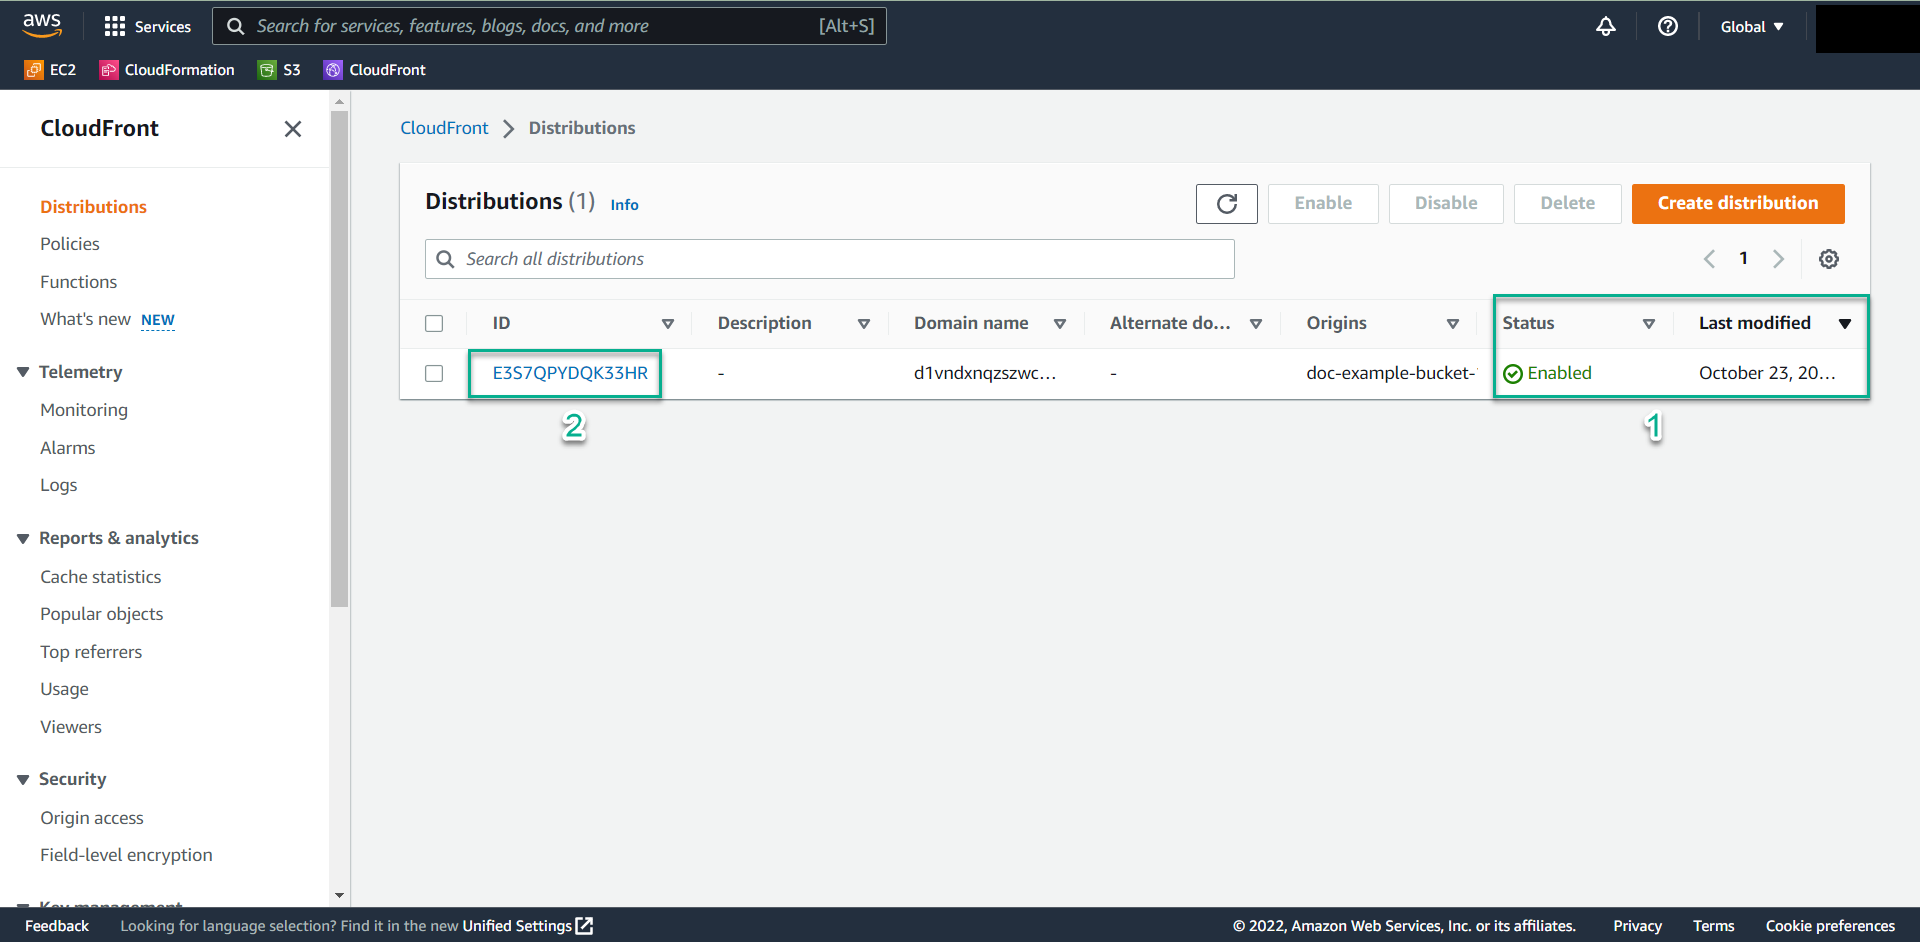 aws
Services
Search for services, features, blogs, docs, and more [Alt+S]
Global
EC2 CloudFormation S3 CloudFront
CloudFront
Distributions
Policies
Functions
What's new NEW
Telemetry
Monitoring
Alarms
Logs
Reports & analytics
Cache statistics
Popular objects
Top referrers
Usage
Viewers
Security
Origin access
Field-level encryption
Key management
CloudFront Distributions
Distributions (1) Info
Enable Disable Delete Create distribution
Search all distributions
1
ID Description Domain name Alternate do... Origins Status Last modified
E3S7QPYDQK33HR - d1vndxnqzszwc... - doc-example-bucket- Enabled October 23, 20...
2 1
Feedback Looking for language selection? Find it in the new Unified Settings © 2022, Amazon Web Services, Inc. or its affiliates. Privacy Terms Cookie preferences